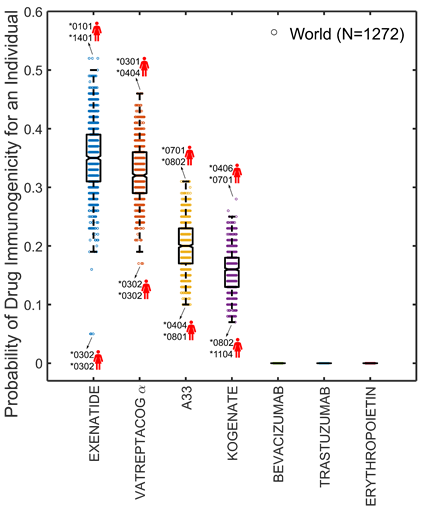 Probability of Drug Immunogenicity for an Individual
0.6
0.5
0.4
0.3
0.2
0.1
0
World (N=1272)
*0101
*1401
*0302
*0302
*0301
*0404
*0302
*0302
*0701
*0802
*0404
*0801
*0406
*0701
*0802
*1104
EXENATIDE
VATREPTACOG α
A33
KOGENATE
BEVACIZUMAB
TRASTUZUMAB
ERYTHROPOIETIN